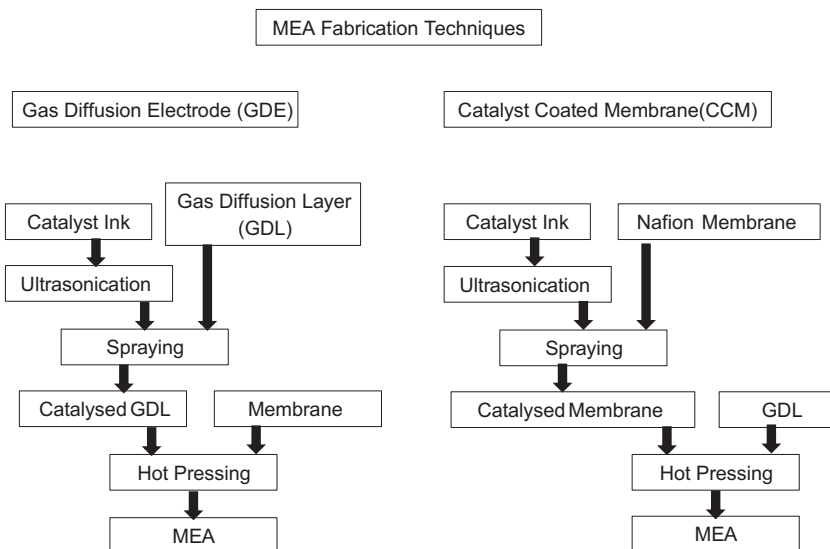 MEA Fabrication Techniques
Gas Diffusion Electrode (GDE)
Catalyst Ink
Gas Diffusion Layer
(GDL)
Ultrasonication
Spraying
Catalysed GDL
Membrane
Hot Pressing
MEA
Catalyst Coated Membrane(CCM)
Catalyst Ink
Nafion Membrane
Ultrasonication
Spraying
Catalysed Membrane
GDL
Hot Pressing
MEA